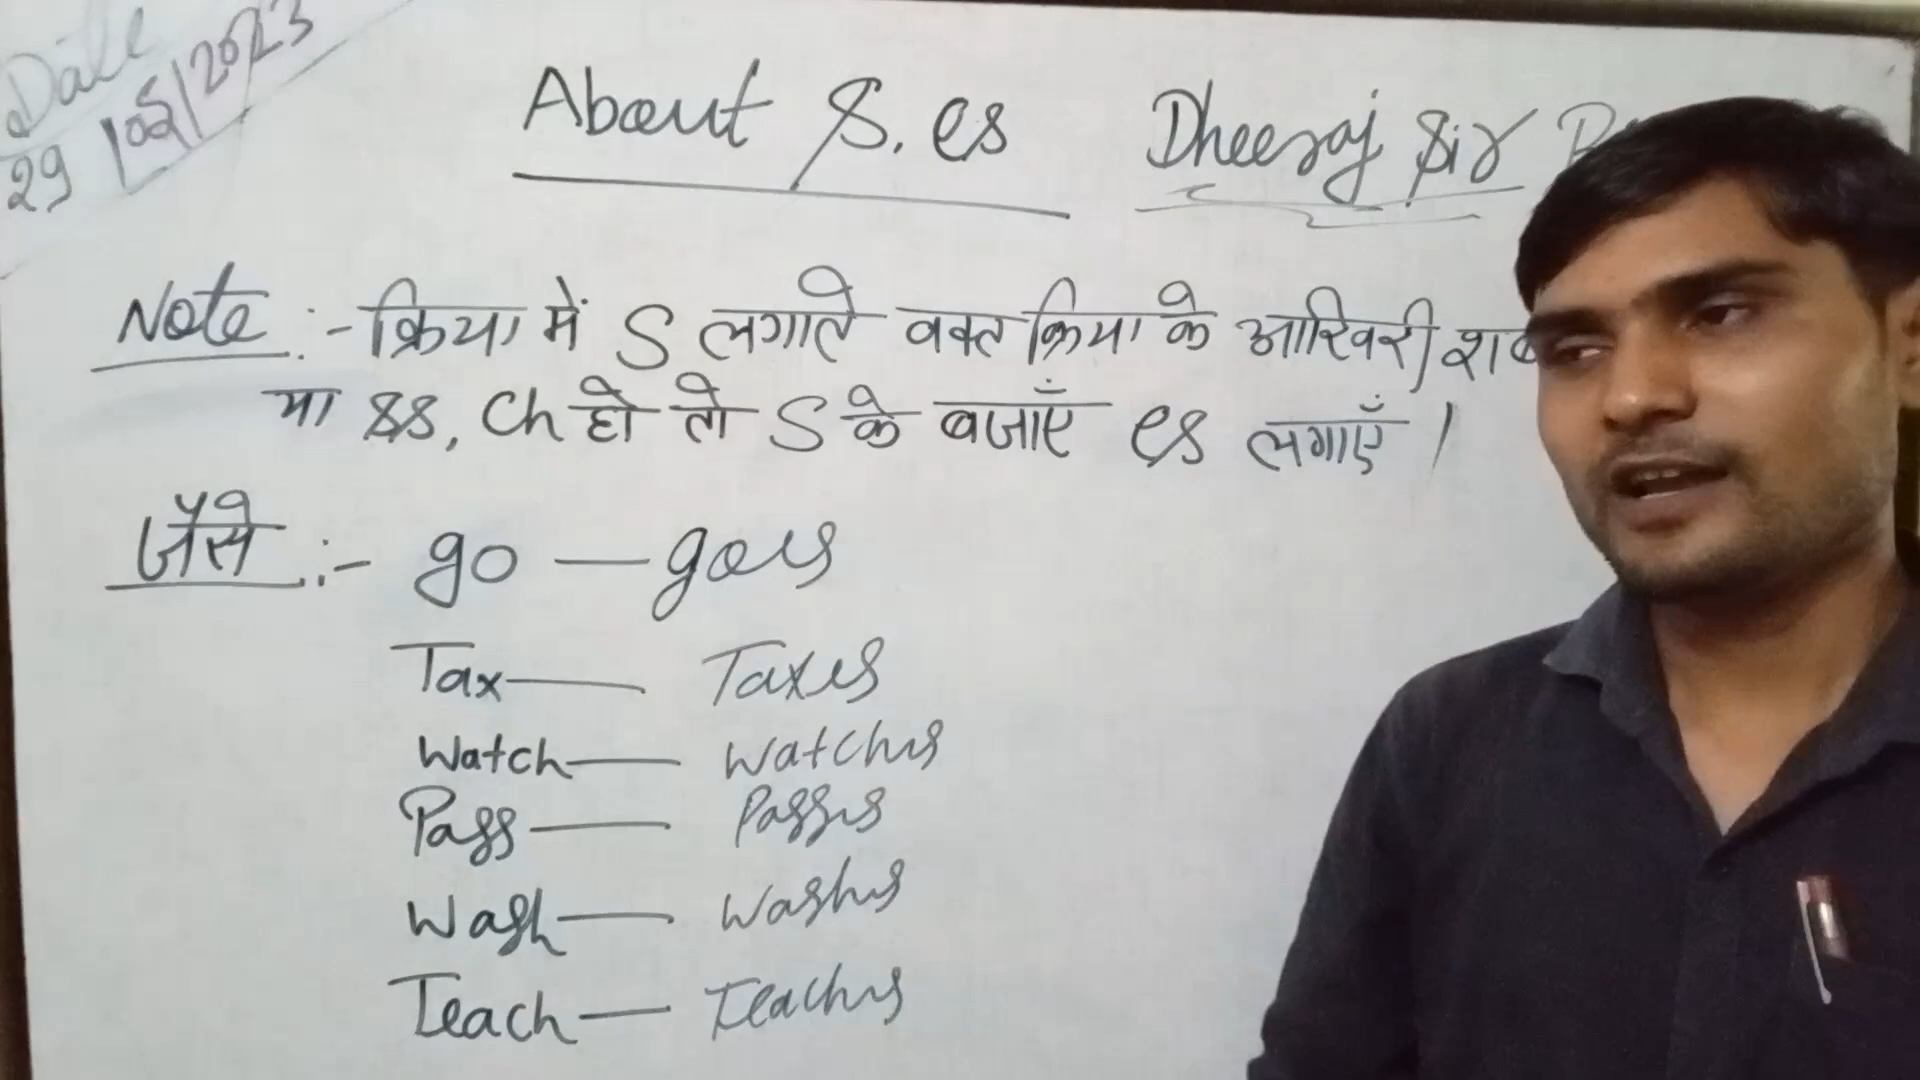 Date
29/05/2023
About S, es Dheeraj Sir
Note :- क्रिया में S लगाते वक्त क्रिया के आखिरी
या ss, Ch हो तो S के बजाएँ es लगाएँ ।
जैसे :- go — goes
Tax — Taxes
Watch — Watches
Pass — Passes
Wash — Washes
Teach — Teaches